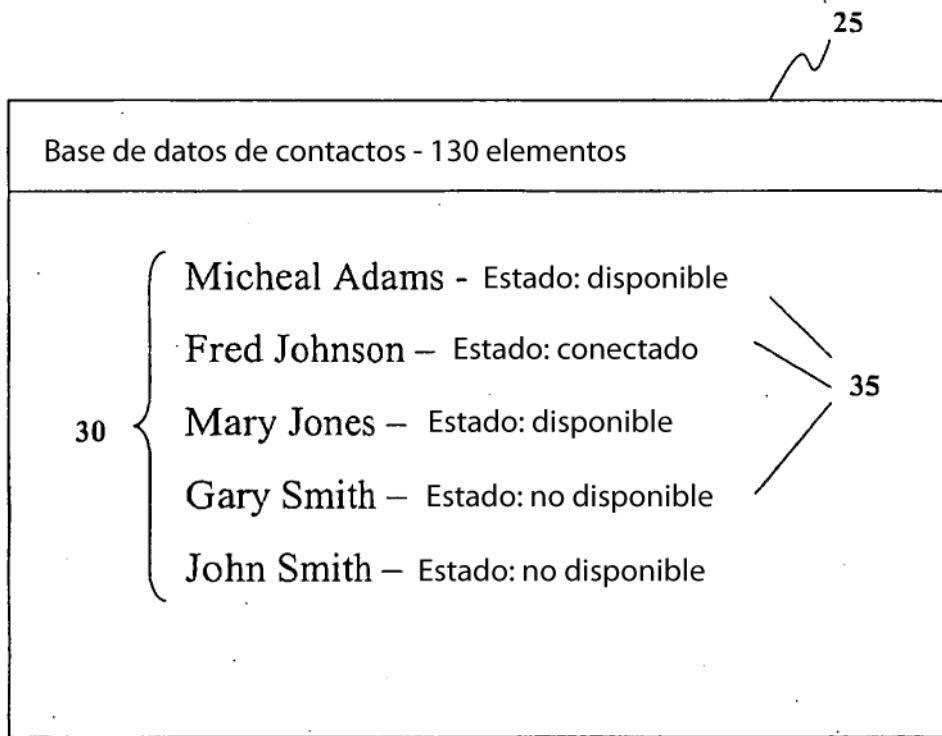 25
Base de datos de contactos - 130 elementos
Micheal Adams - Estado: disponible
Fred Johnson – Estado: conectado
35
30
Mary Jones – Estado: disponible
Gary Smith – Estado: no disponible
John Smith – Estado: no disponible